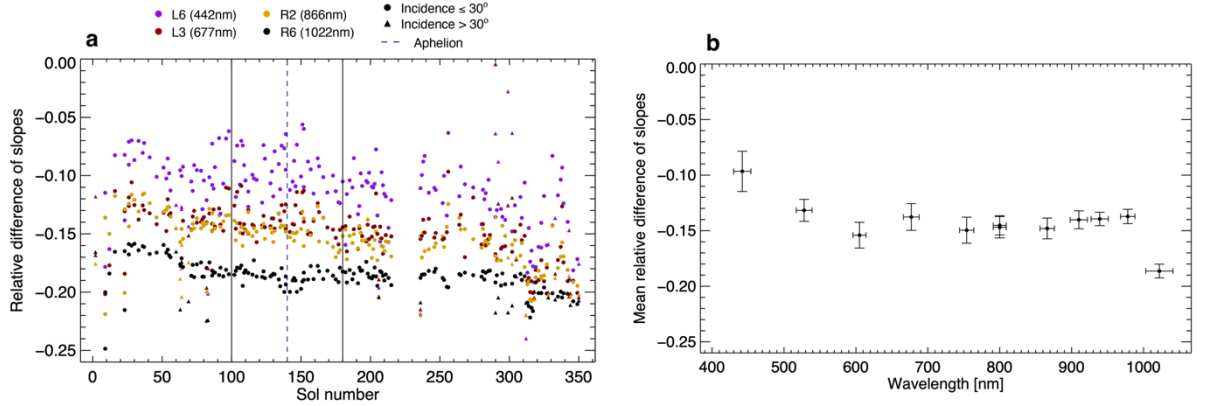 L6 (442nm) R2 (866nm) Incidence ≤ 30°
L3 (677nm) R6 (1022nm) Incidence > 30°
Aphelion
a
0.00
−0.05
−0.10
−0.15
−0.20
−0.25
Relative difference of slopes
0 50 100 150 200 250 300 350
Sol number
b
0.00
−0.05
−0.10
−0.15
−0.20
−0.25
Mean relative difference of slopes
400 500 600 700 800 900 1000
Wavelength [nm]